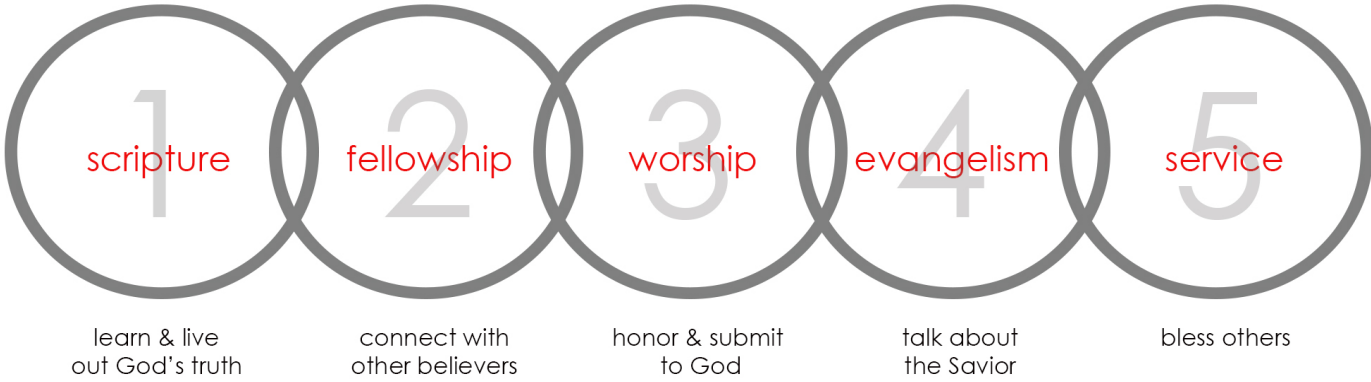 1
scripture
2
fellowship
3
worship
4
evangelism
5
service
learn & live
out God's truth
connect with
other believers
honor & submit
to God
talk about
the Savior
bless others